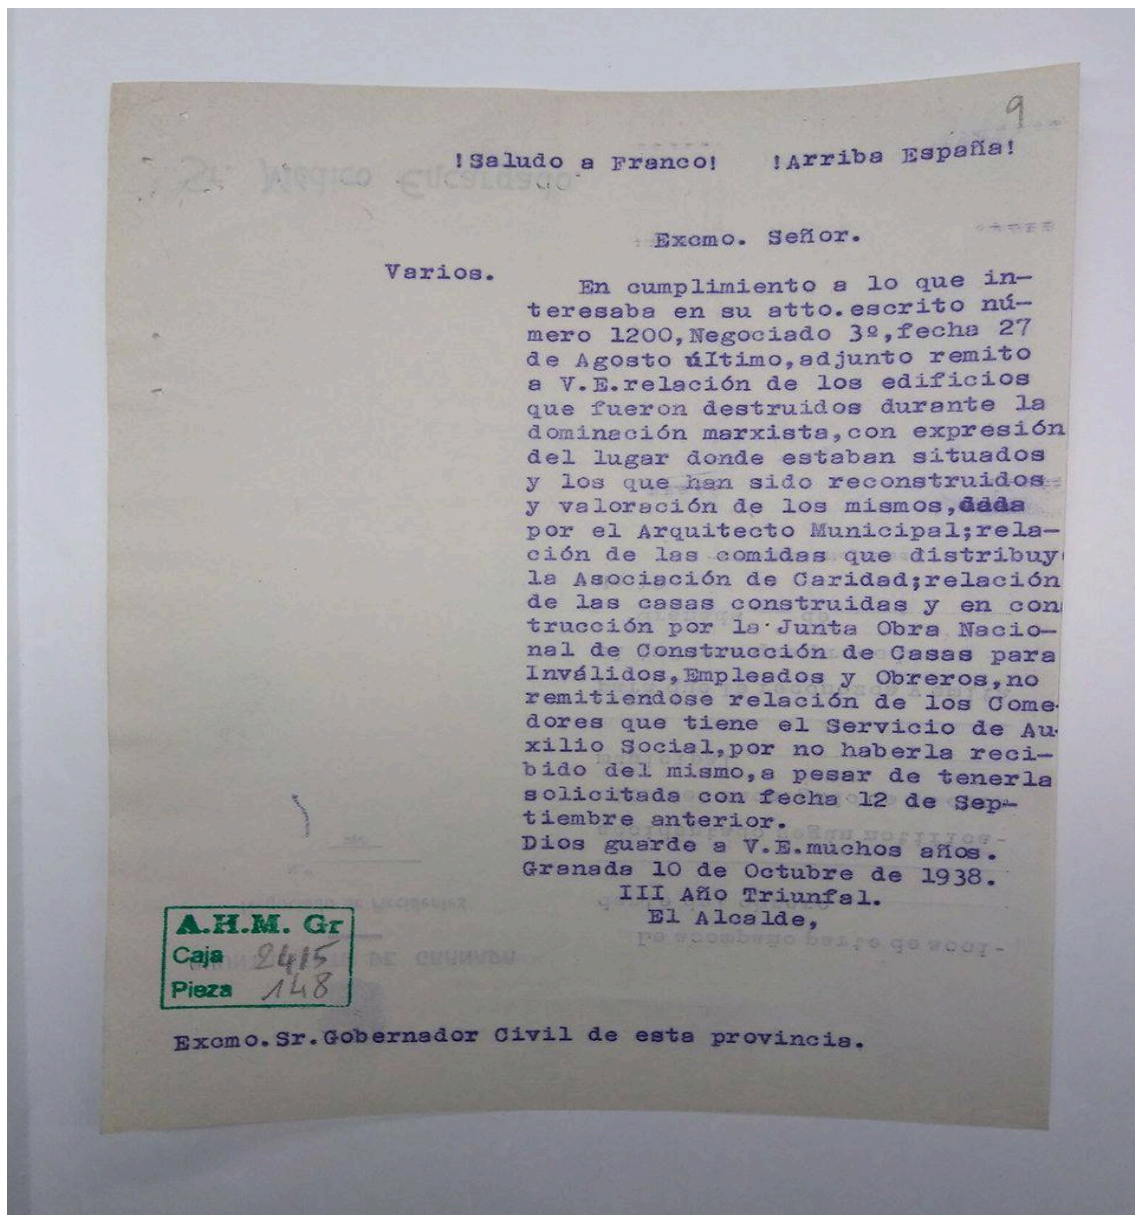 9
!Saludo a Franco! !Arriba España!
Excmo. Señor.
Varios.
En cumplimiento a lo que in-
teresaba en su atto.escrito nú-
mero 1200,Negociado 3º,fecha 27
de Agosto último,adjunto remito
a V.E.relación de los edificios
que fueron destruidos durante la
dominación marxista,con expresión
del lugar donde estaban situados
y los que han sido reconstruidos
y valoración de los mismos,dada
por el Arquitecto Municipal;rela-
ción de las comidas que distribuy
la Asociación de Caridad;relación
de las casas construidas y en con
trucción por la Junta Obra Nacio-
nal de Construcción de Casas para
Inválidos,Empleados y Obreros,no
remitiendose relación de los Come-
dores que tiene el Servicio de Au-
xilio Social,por no haberla reci-
bido del mismo,a pesar de tenerla
solicitada con fecha 12 de Sep-
tiembre anterior.
Dios guarde a V.E.muchos años.
Granada 10 de Octubre de 1938.
III Año Triunfal.
El Alcalde,
A.H.M. Gr
Caja 2415
Pieza 148
Excmo.Sr.Gobernador Civil de esta provincia.